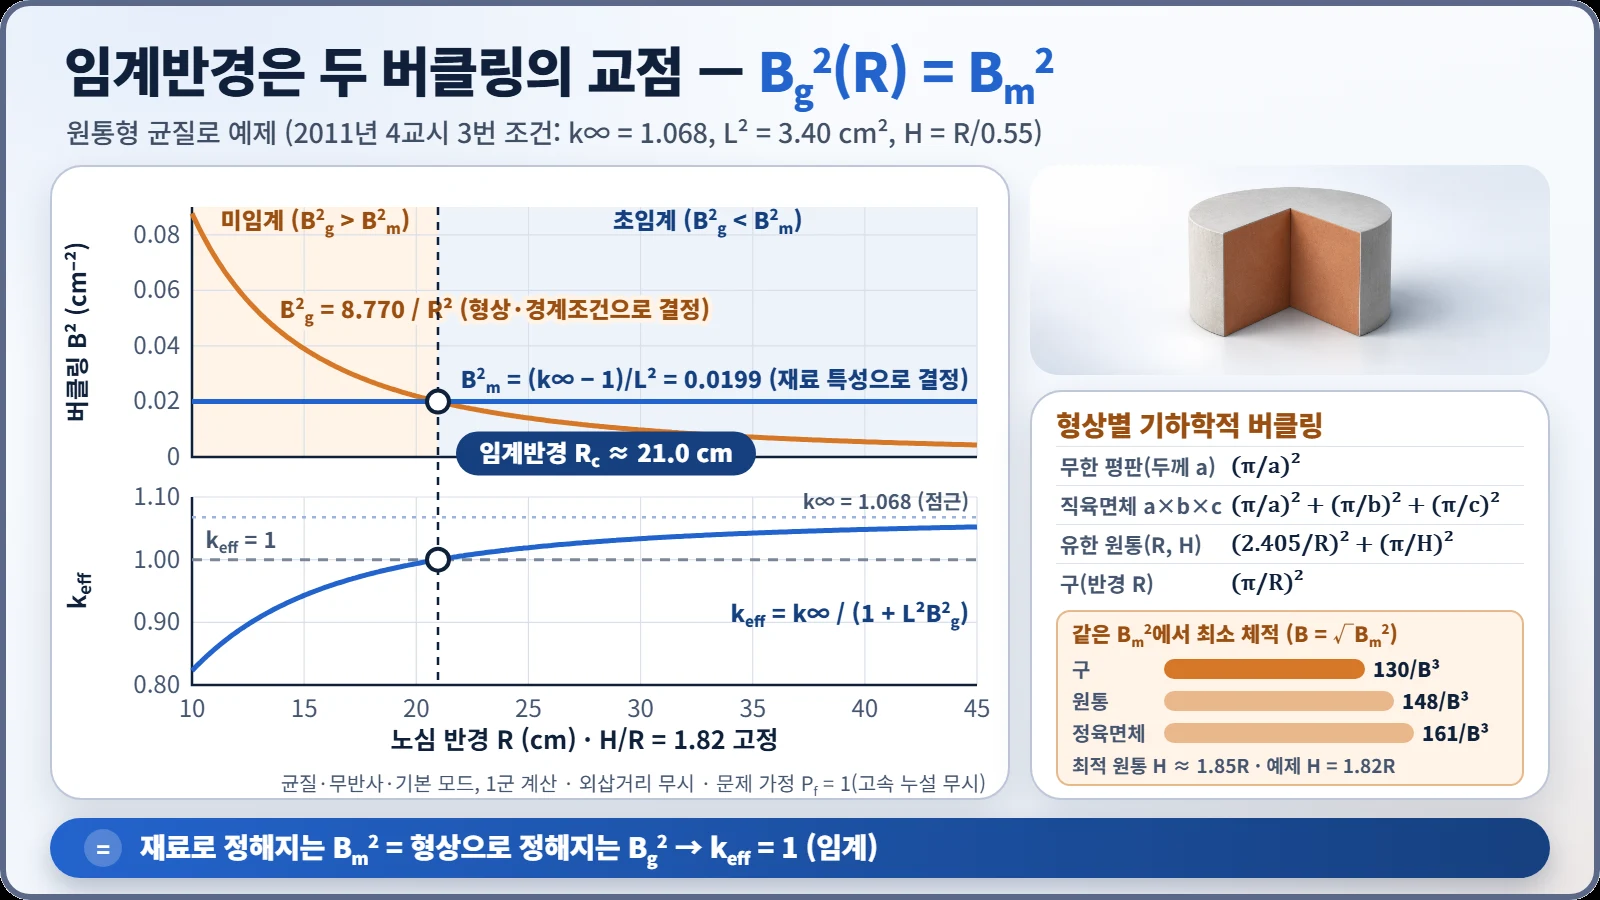 임계반경은 두 버클링의 교점 — Bg²(R) = Bm²
원통형 균질로 예제 (2011년 4교시 3번 조건: k∞ = 1.068, L² = 3.40 cm², H = R/0.55)
버클링 B² (cm⁻²)
미임계 (B²g > B²m)
초임계 (B²g < B²m)
0.08
0.06
0.04
0.02
0
B²g = 8.770 / R² (형상·경계조건으로 결정)
B²m = (k∞ − 1)/L² = 0.0199 (재료 특성으로 결정)
임계반경 Rc ≈ 21.0 cm
keff
1.10
1.00
0.90
0.80
k∞ = 1.068 (점근)
keff = 1
keff = k∞ / (1 + L²B²g)
10 15 20 25 30 35 40 45
노심 반경 R (cm) · H/R = 1.82 고정
균질·무반사·기본 모드, 1군 계산 · 외삽거리 무시 · 문제 가정 Pf = 1(고속 누설 무시)
형상별 기하학적 버클링
무한 평판(두께 a) (π/a)²
직육면체 a×b×c (π/a)² + (π/b)² + (π/c)²
유한 원통(R, H) (2.405/R)² + (π/H)²
구(반경 R) (π/R)²
같은 Bm²에서 최소 체적 (B = √Bm²)
구 130/B³
원통 148/B³
정육면체 161/B³
최적 원통 H ≈ 1.85R · 예제 H = 1.82R
= 재료로 정해지는 Bm² = 형상으로 정해지는 Bg² → keff = 1 (임계)